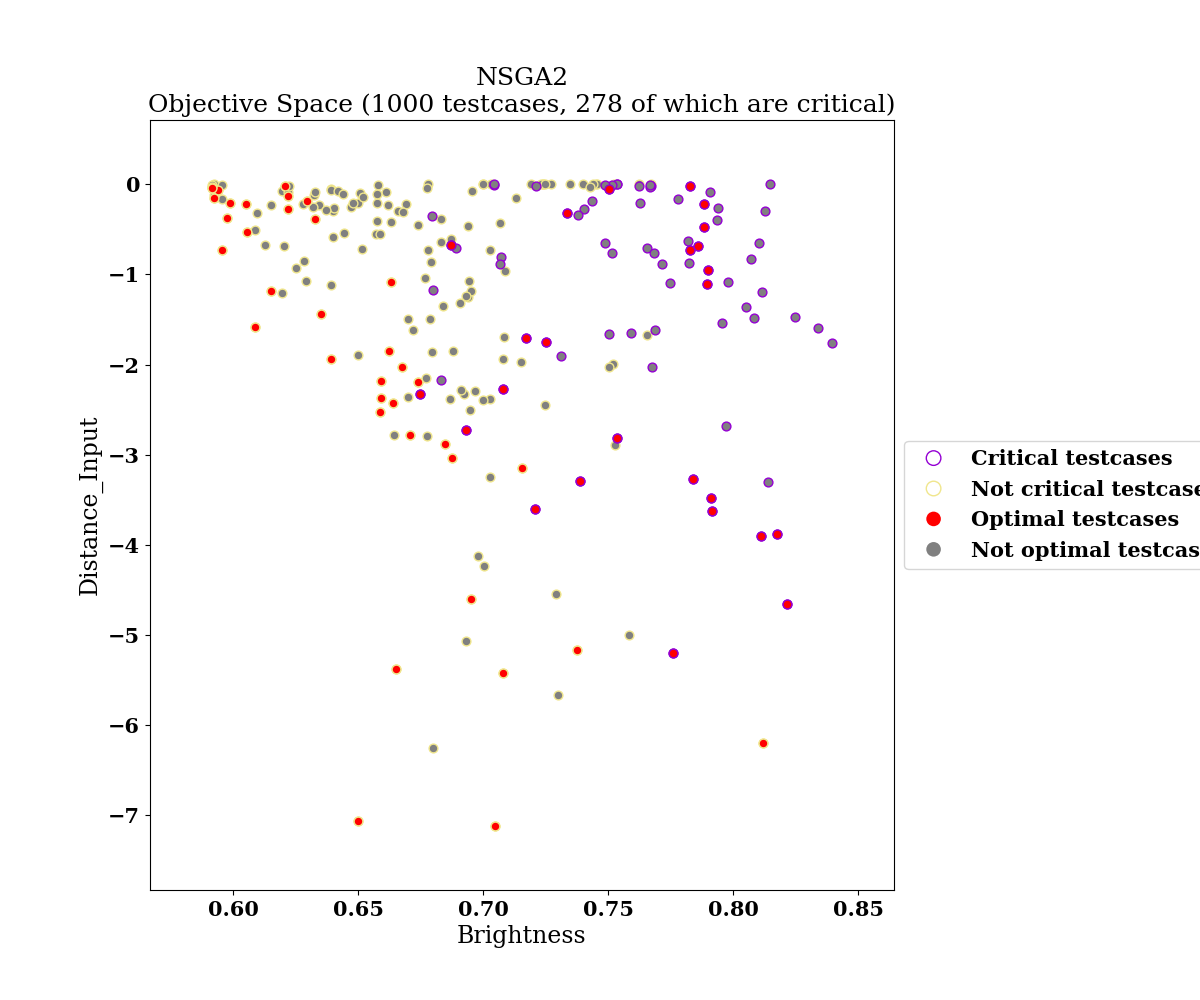 NSGA2
Objective Space (1000 testcases, 278 of which are critical)
0
−1
−2
−3
−4
−5
−6
−7
Distance_Input
0.60 0.65 0.70 0.75 0.80 0.85
Brightness
Critical testcases
Not critical testcase
Optimal testcases
Not optimal testcas